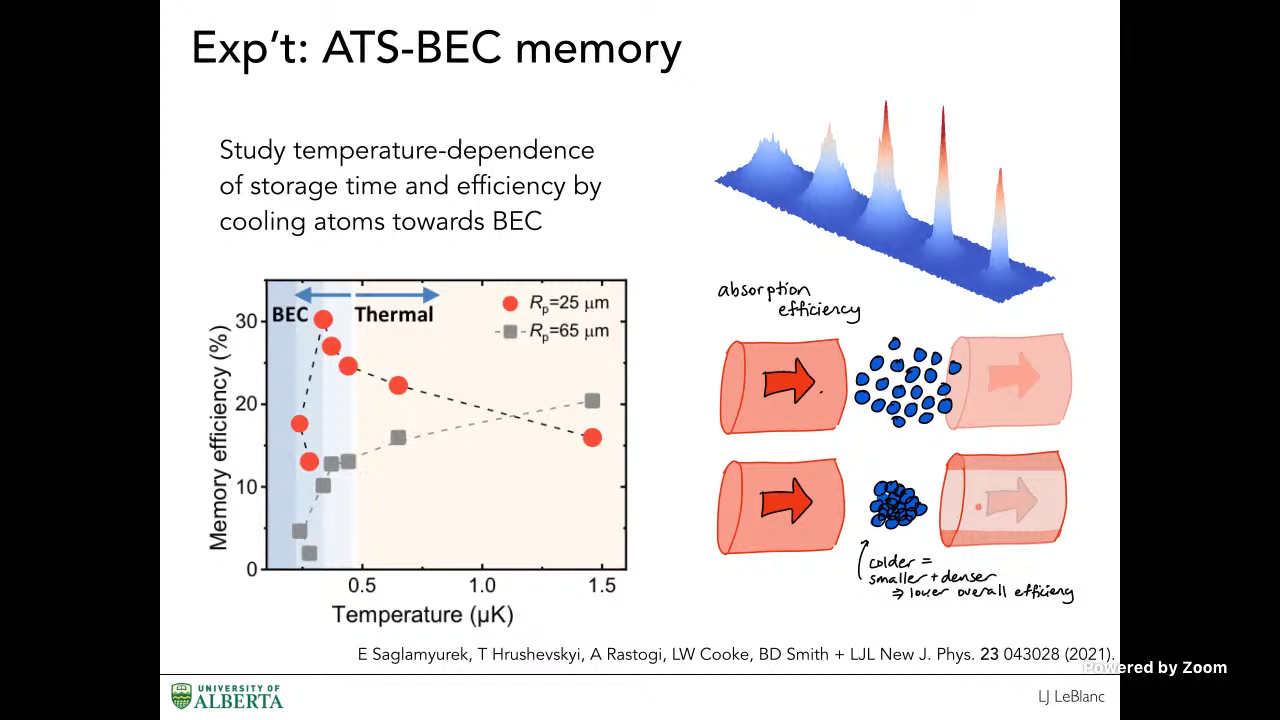 Exp't: ATS-BEC memory
Study temperature-dependence
of storage time and efficiency by
cooling atoms towards BEC
BEC
Thermal
Rp=25 μm
Rp=65 μm
Memory efficiency (%)
30
20
10
0
0.5
1.0
1.5
Temperature (μK)
absorption
efficiency
colder =
smaller + denser
⇒ lower overall efficiency
E Saglamyurek, T Hrushevskyi, A Rastogi, LW Cooke, BD Smith + LJL New J. Phys. 23 043028 (2021).
Powered by Zoom
UNIVERSITY OF
ALBERTA
LJ LeBlanc